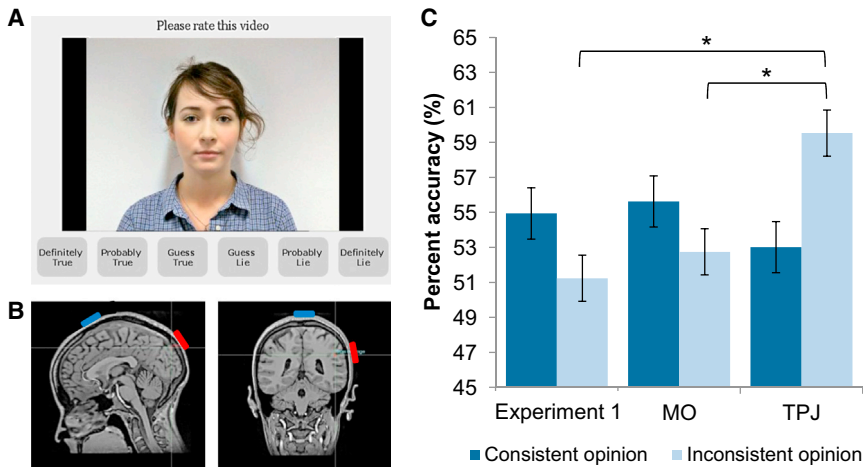 A
Please rate this video
Definitely
True
Probably
True
Guess
True
Guess
Lie
Probably
Lie
Definitely
Lie
B
C
Percent accuracy (%)
65
63
61
59
57
55
53
51
49
47
45
*
*
Experiment 1
MO
TPJ
Consistent opinion
Inconsistent opinion